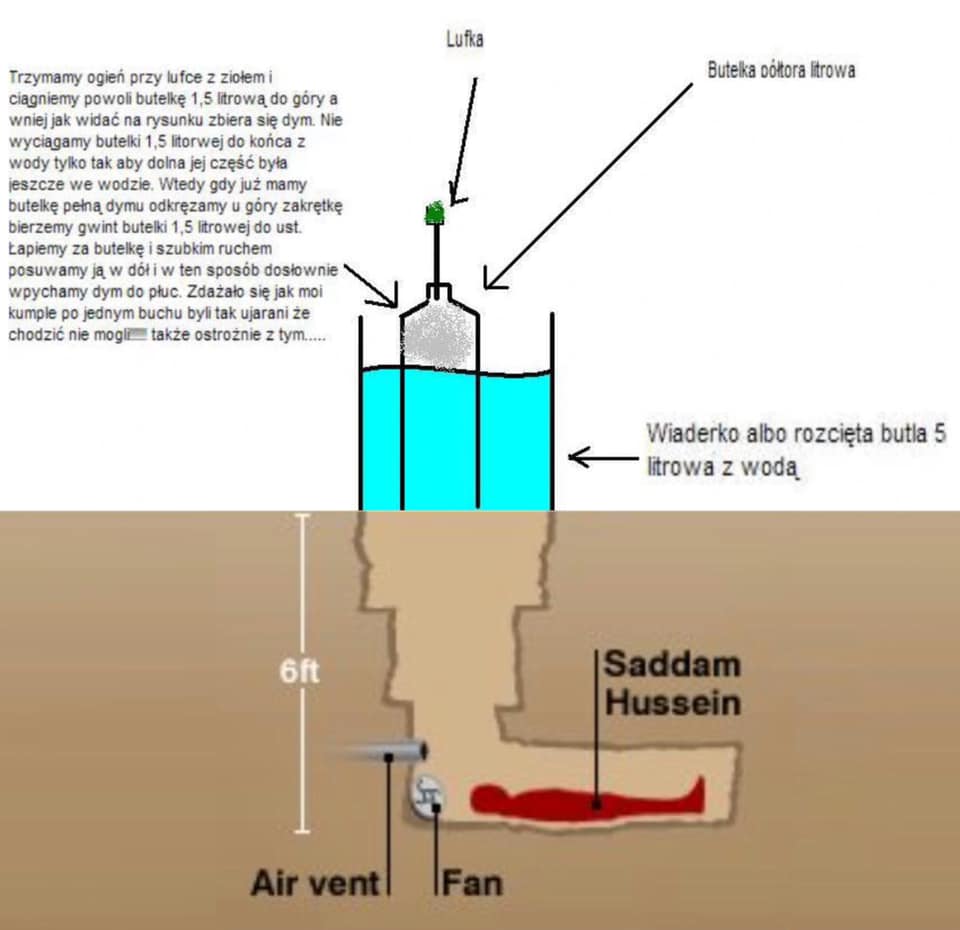 Lufka
Butelka oółtora litrowa
Trzymamy ogień przy lufce z ziołem i
ciągniemy powoli butelkę 1,5 litrową do góry a
wniej jak widać na rysunku zbiera się dym. Nie
wyciągamy butelki 1,5 litorwej do końca z
wody tylko tak aby dolna jej część była
jeszcze we wodzie. Wtedy gdy już mamy
butelkę pełną dymu odkręzamy u góry zakrętkę
bierzemy gwint butelki 1,5 litrowej do ust.
Łapiemy za butelkę i szubkim ruchem
posuwamy ją w dół i w ten sposób dosłownie
wpychamy dym do płuc. Zdażało się jak moi
kumple po jednym buchu byli tak ujarani że
chodzić nie mogli także ostrożnie z tym.....
Wiaderko albo rozcięta butla 5
litrowa z wodą
6ft
Saddam
Hussein
Air vent
Fan